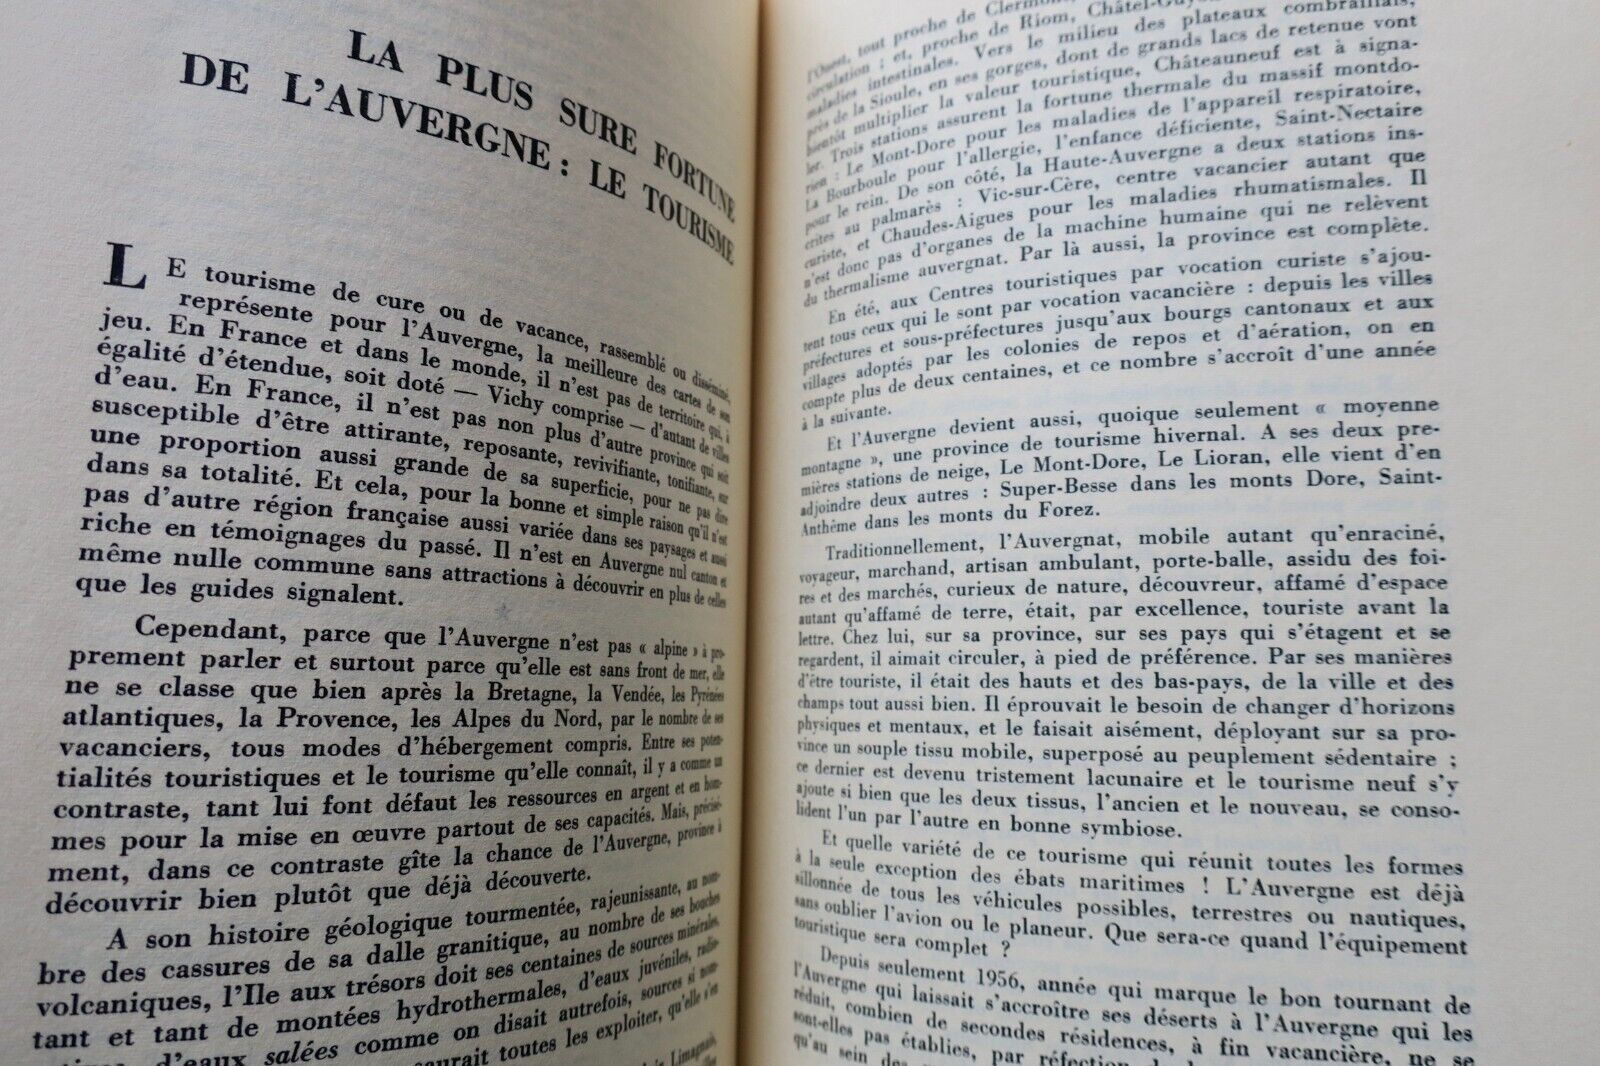 LA PLUS SURE FORTUNE
DE L'AUVERGNE : LE TOURISME
LE tourisme de cure ou de vacance, rassemblé ou disséminé,
représente pour l'Auvergne, la meilleure des cartes de son
jeu. En France et dans le monde, il n'est pas de territoire qui, à
égalité d'étendue, soit doté — Vichy comprise — d'autant de villes
d'eau. En France, il n'est pas non plus d'autre province qui soit
susceptible d'être attirante, reposante, revivifiante, tonifiante, sur
une proportion aussi grande de sa superficie, pour ne pas dire
dans sa totalité. Et cela, pour la bonne et simple raison qu'il n'est
pas d'autre région française aussi variée dans ses paysages et aussi
riche en témoignages du passé. Il n'est en Auvergne nul canton et
même nulle commune sans attractions à découvrir en plus de celles
que les guides signalent.
Cependant, parce que l'Auvergne n'est pas « alpine » à pro-
prement parler et surtout parce qu'elle est sans front de mer, elle
ne se classe que bien après la Bretagne, la Vendée, les Pyrénées
atlantiques, la Provence, les Alpes du Nord, par le nombre de ses
vacanciers, tous modes d'hébergement compris. Entre ses poten-
tialités touristiques et le tourisme qu'elle connaît, il y a comme un
contraste, tant lui font défaut les ressources en argent et en hom-
mes pour la mise en œuvre partout de ses capacités. Mais, précisé-
ment, dans ce contraste gîte la chance de l'Auvergne, province à
découvrir bien plutôt que déjà découverte.
A son histoire géologique tourmentée, rajeunissante, au nom-
bre des cassures de sa dalle granitique, au nombre de ses bouches
volcaniques, l'Ile aux trésors doit ses centaines de sources minérales,
tant et tant de montées hydrothermales, d'eaux juvéniles, radio-
d'eaux salées comme on disait autrefois, sources si nom-
saurait toutes les exploiter, qu'elle s'en
Limagnais,
l'Ouest, tout proche de Clermont,
circulation ; et, proche de Riom, Châtel-Guyon
maladies intestinales. Vers le milieu des plateaux combraillais,
près de la Sioule, en ses gorges, dont de grands lacs de retenue vont
bientôt multiplier la valeur touristique, Châteauneuf est à signa-
ler. Trois stations assurent la fortune thermale du massif montdo-
rien : Le Mont-Dore pour les maladies de l'appareil respiratoire,
La Bourboule pour l'allergie, l'enfance déficiente, Saint-Nectaire
pour le rein. De son côté, la Haute-Auvergne a deux stations ins-
crites au palmarès : Vic-sur-Cère, centre vacancier autant que
curiste, et Chaudes-Aigues pour les maladies rhumatismales. Il
n'est donc pas d'organes de la machine humaine qui ne relèvent
du thermalisme auvergnat. Par là aussi, la province est complète.
En été, aux Centres touristiques par vocation curiste s'ajou-
tent tous ceux qui le sont par vocation vacancière : depuis les villes
préfectures et sous-préfectures jusqu'aux bourgs cantonaux et aux
villages adoptés par les colonies de repos et d'aération, on en
compte plus de deux centaines, et ce nombre s'accroît d'une année
à la suivante.
Et l'Auvergne devient aussi, quoique seulement « moyenne
montagne », une province de tourisme hivernal. A ses deux pre-
mières stations de neige, Le Mont-Dore, Le Lioran, elle vient d'en
adjoindre deux autres : Super-Besse dans les monts Dore, Saint-
Anthême dans les monts du Forez.
Traditionnellement, l'Auvergnat, mobile autant qu'enraciné,
voyageur, marchand, artisan ambulant, porte-balle, assidu des foi-
res et des marchés, curieux de nature, découvreur, affamé d'espace
autant qu'affamé de terre, était, par excellence, touriste avant la
lettre. Chez lui, sur sa province, sur ses pays qui s'étagent et se
regardent, il aimait circuler, à pied de préférence. Par ses manières
d'être touriste, il était des hauts et des bas-pays, de la ville et des
champs tout aussi bien. Il éprouvait le besoin de changer d'horizons
physiques et mentaux, et le faisait aisément, déployant sur sa pro-
vince un souple tissu mobile, superposé au peuplement sédentaire ;
ce dernier est devenu tristement lacunaire et le tourisme neuf s'y
ajoute si bien que les deux tissus, l'ancien et le nouveau, se conso-
lident l'un par l'autre en bonne symbiose.
Et quelle variété de ce tourisme qui réunit toutes les formes
à la seule exception des ébats maritimes ! L'Auvergne est déjà
sillonnée de tous les véhicules possibles, terrestres ou nautiques,
sans oublier l'avion ou le planeur. Que sera-ce quand l'équipement
touristique sera complet ?
Depuis seulement 1956, année qui marque le bon tournant de
l'Auvergne qui laissait s'accroître ses déserts à l'Auvergne qui les
réduit, combien de secondes résidences, à fin vacancière, ne se
sont-elles pas établies, par réfection
qu'au sein des